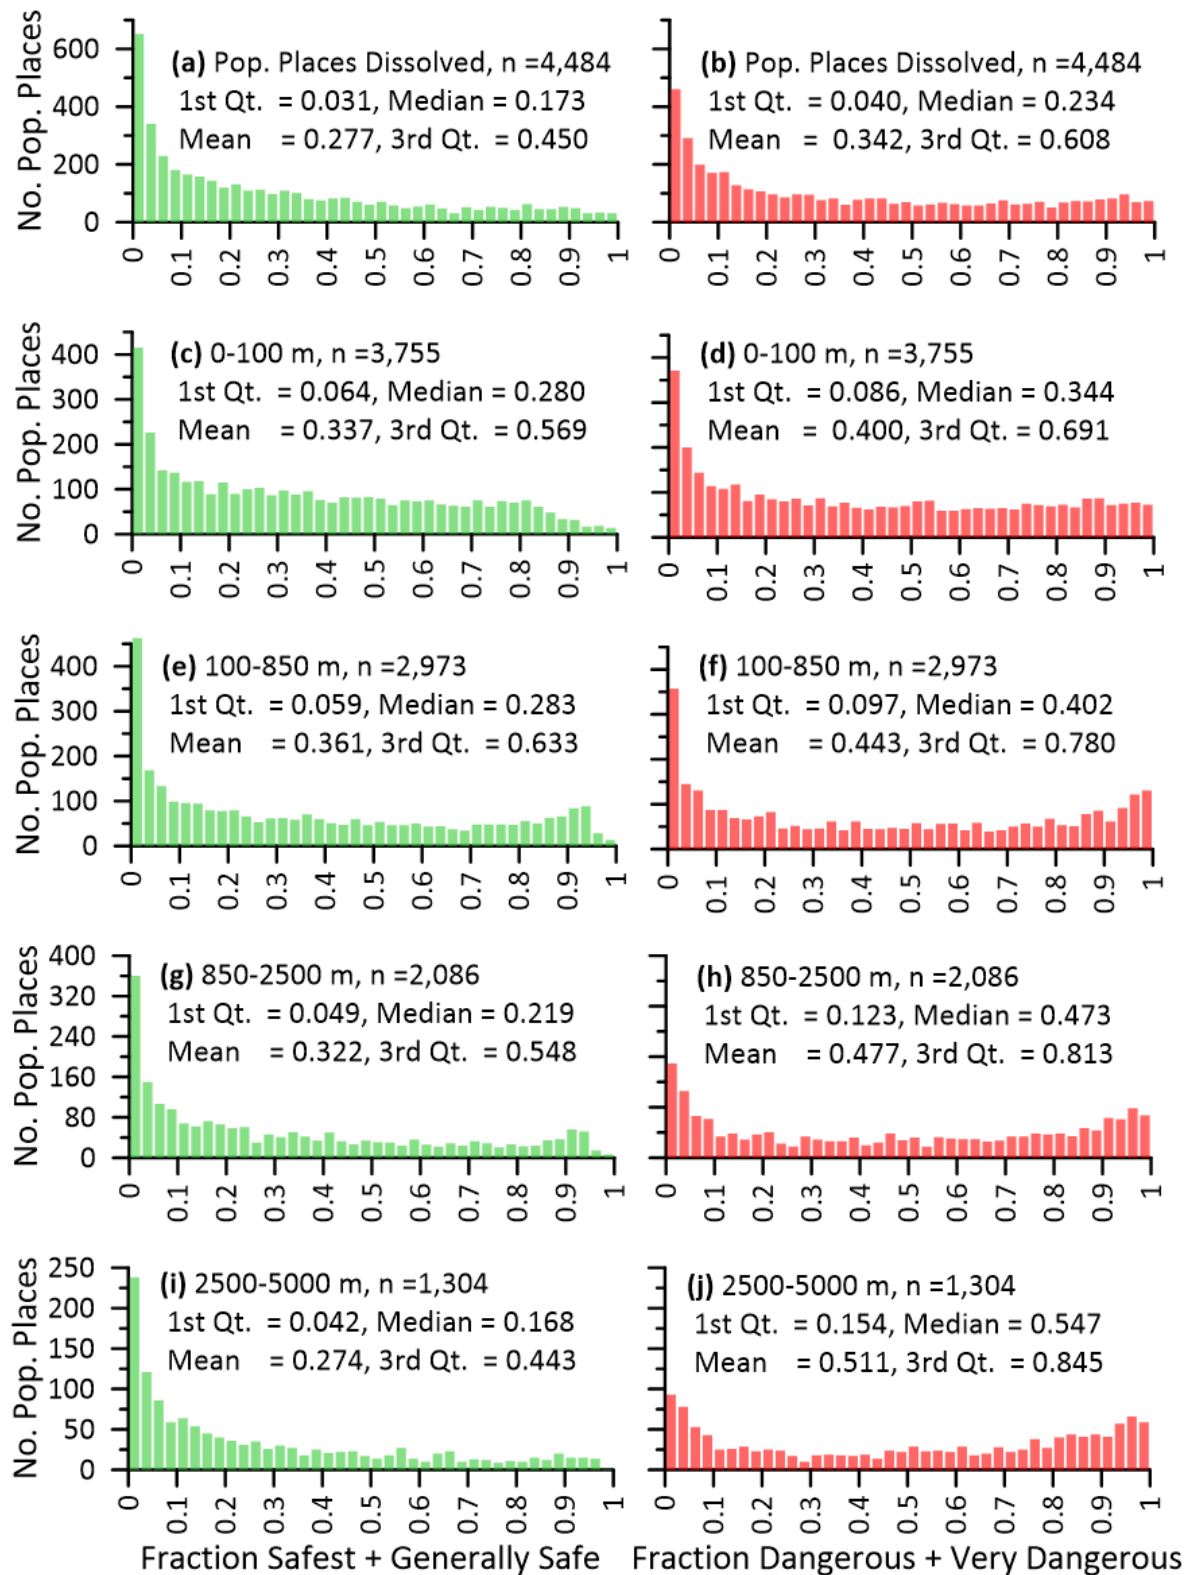 No. Pop. Places
600
400
200
0
(a) Pop. Places Dissolved, n =4,484
1st Qt. = 0.031, Median = 0.173
Mean = 0.277, 3rd Qt. = 0.450
0 0.1 0.2 0.3 0.4 0.5 0.6 0.7 0.8 0.9 1
(b) Pop. Places Dissolved, n =4,484
1st Qt. = 0.040, Median = 0.234
Mean = 0.342, 3rd Qt. = 0.608
0 0.1 0.2 0.3 0.4 0.5 0.6 0.7 0.8 0.9 1
No. Pop. Places
400
300
200
100
0
(c) 0-100 m, n =3,755
1st Qt. = 0.064, Median = 0.280
Mean = 0.337, 3rd Qt. = 0.569
0 0.1 0.2 0.3 0.4 0.5 0.6 0.7 0.8 0.9 1
(d) 0-100 m, n =3,755
1st Qt. = 0.086, Median = 0.344
Mean = 0.400, 3rd Qt. = 0.691
0 0.1 0.2 0.3 0.4 0.5 0.6 0.7 0.8 0.9 1
No. Pop. Places
400
300
200
100
0
(e) 100-850 m, n =2,973
1st Qt. = 0.059, Median = 0.283
Mean = 0.361, 3rd Qt. = 0.633
0 0.1 0.2 0.3 0.4 0.5 0.6 0.7 0.8 0.9 1
(f) 100-850 m, n =2,973
1st Qt. = 0.097, Median = 0.402
Mean = 0.443, 3rd Qt. = 0.780
0 0.1 0.2 0.3 0.4 0.5 0.6 0.7 0.8 0.9 1
No. Pop. Places
400
320
240
160
80
0
(g) 850-2500 m, n =2,086
1st Qt. = 0.049, Median = 0.219
Mean = 0.322, 3rd Qt. = 0.548
0 0.1 0.2 0.3 0.4 0.5 0.6 0.7 0.8 0.9 1
(h) 850-2500 m, n =2,086
1st Qt. = 0.123, Median = 0.473
Mean = 0.477, 3rd Qt. = 0.813
0 0.1 0.2 0.3 0.4 0.5 0.6 0.7 0.8 0.9 1
No. Pop. Places
250
200
150
100
50
0
(i) 2500-5000 m, n =1,304
1st Qt. = 0.042, Median = 0.168
Mean = 0.274, 3rd Qt. = 0.443
0 0.1 0.2 0.3 0.4 0.5 0.6 0.7 0.8 0.9 1
Fraction Safest + Generally Safe
(j) 2500-5000 m, n =1,304
1st Qt. = 0.154, Median = 0.547
Mean = 0.511, 3rd Qt. = 0.845
0 0.1 0.2 0.3 0.4 0.5 0.6 0.7 0.8 0.9 1
Fraction Dangerous + Very Dangerous